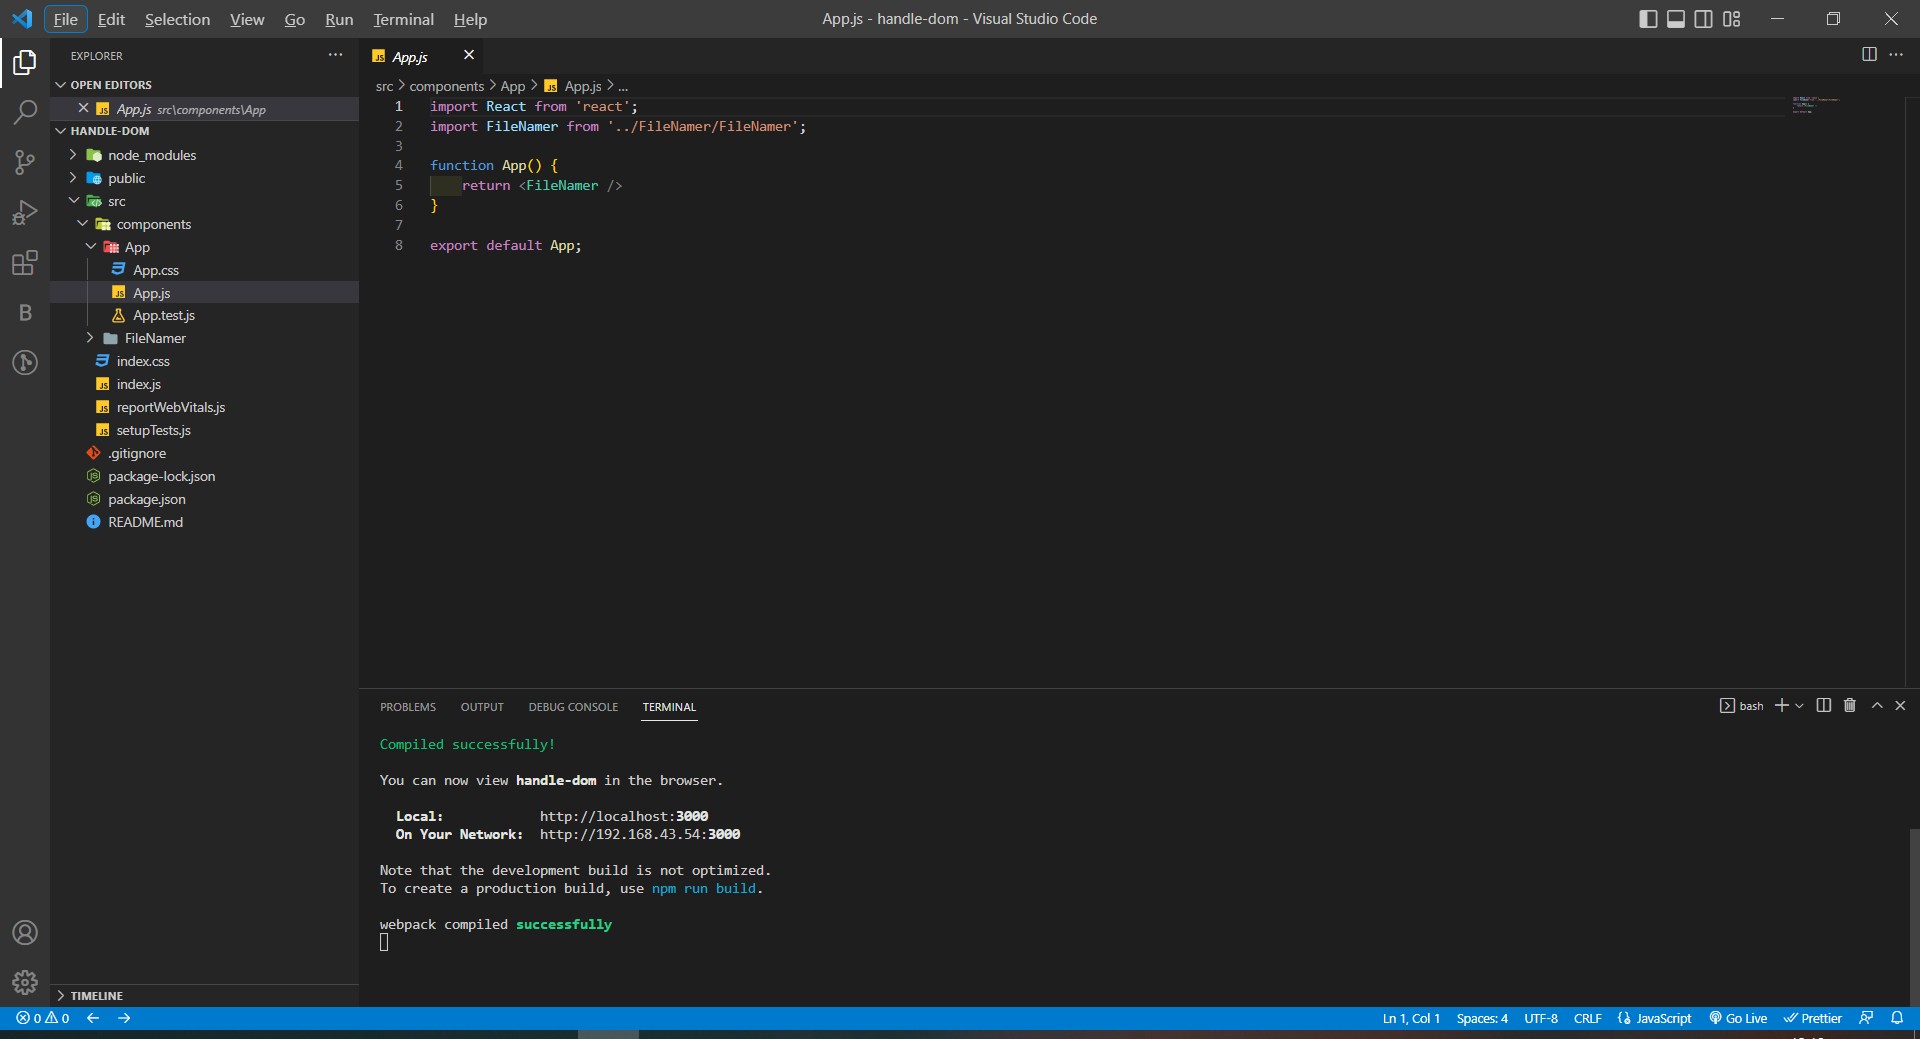 File Edit Selection View Go Run Terminal Help
App.js - handle-dom - Visual Studio Code
EXPLORER
OPEN EDITORS
App.js src\components\App
HANDLE-DOM
node_modules
public
src
components
App
App.css
App.js
App.test.js
FileNamer
index.css
index.js
reportWebVitals.js
setupTests.js
.gitignore
package-lock.json
package.json
README.md
TIMELINE
App.js
src > components > App > JS App.js > ...
1 import React from 'react';
2 import FileNamer from '../FileNamer/FileNamer';
3
4 function App() {
5 return <FileNamer />
6 }
7
8 export default App;
PROBLEMS OUTPUT DEBUG CONSOLE TERMINAL
bash
Compiled successfully!
You can now view handle-dom in the browser.
Local: http://localhost:3000
On Your Network: http://192.168.43.54:3000
Note that the development build is not optimized.
To create a production build, use npm run build.
webpack compiled successfully
0 0
Ln 1, Col 1 Spaces: 4 UTF-8 CRLF JavaScript Go Live Prettier